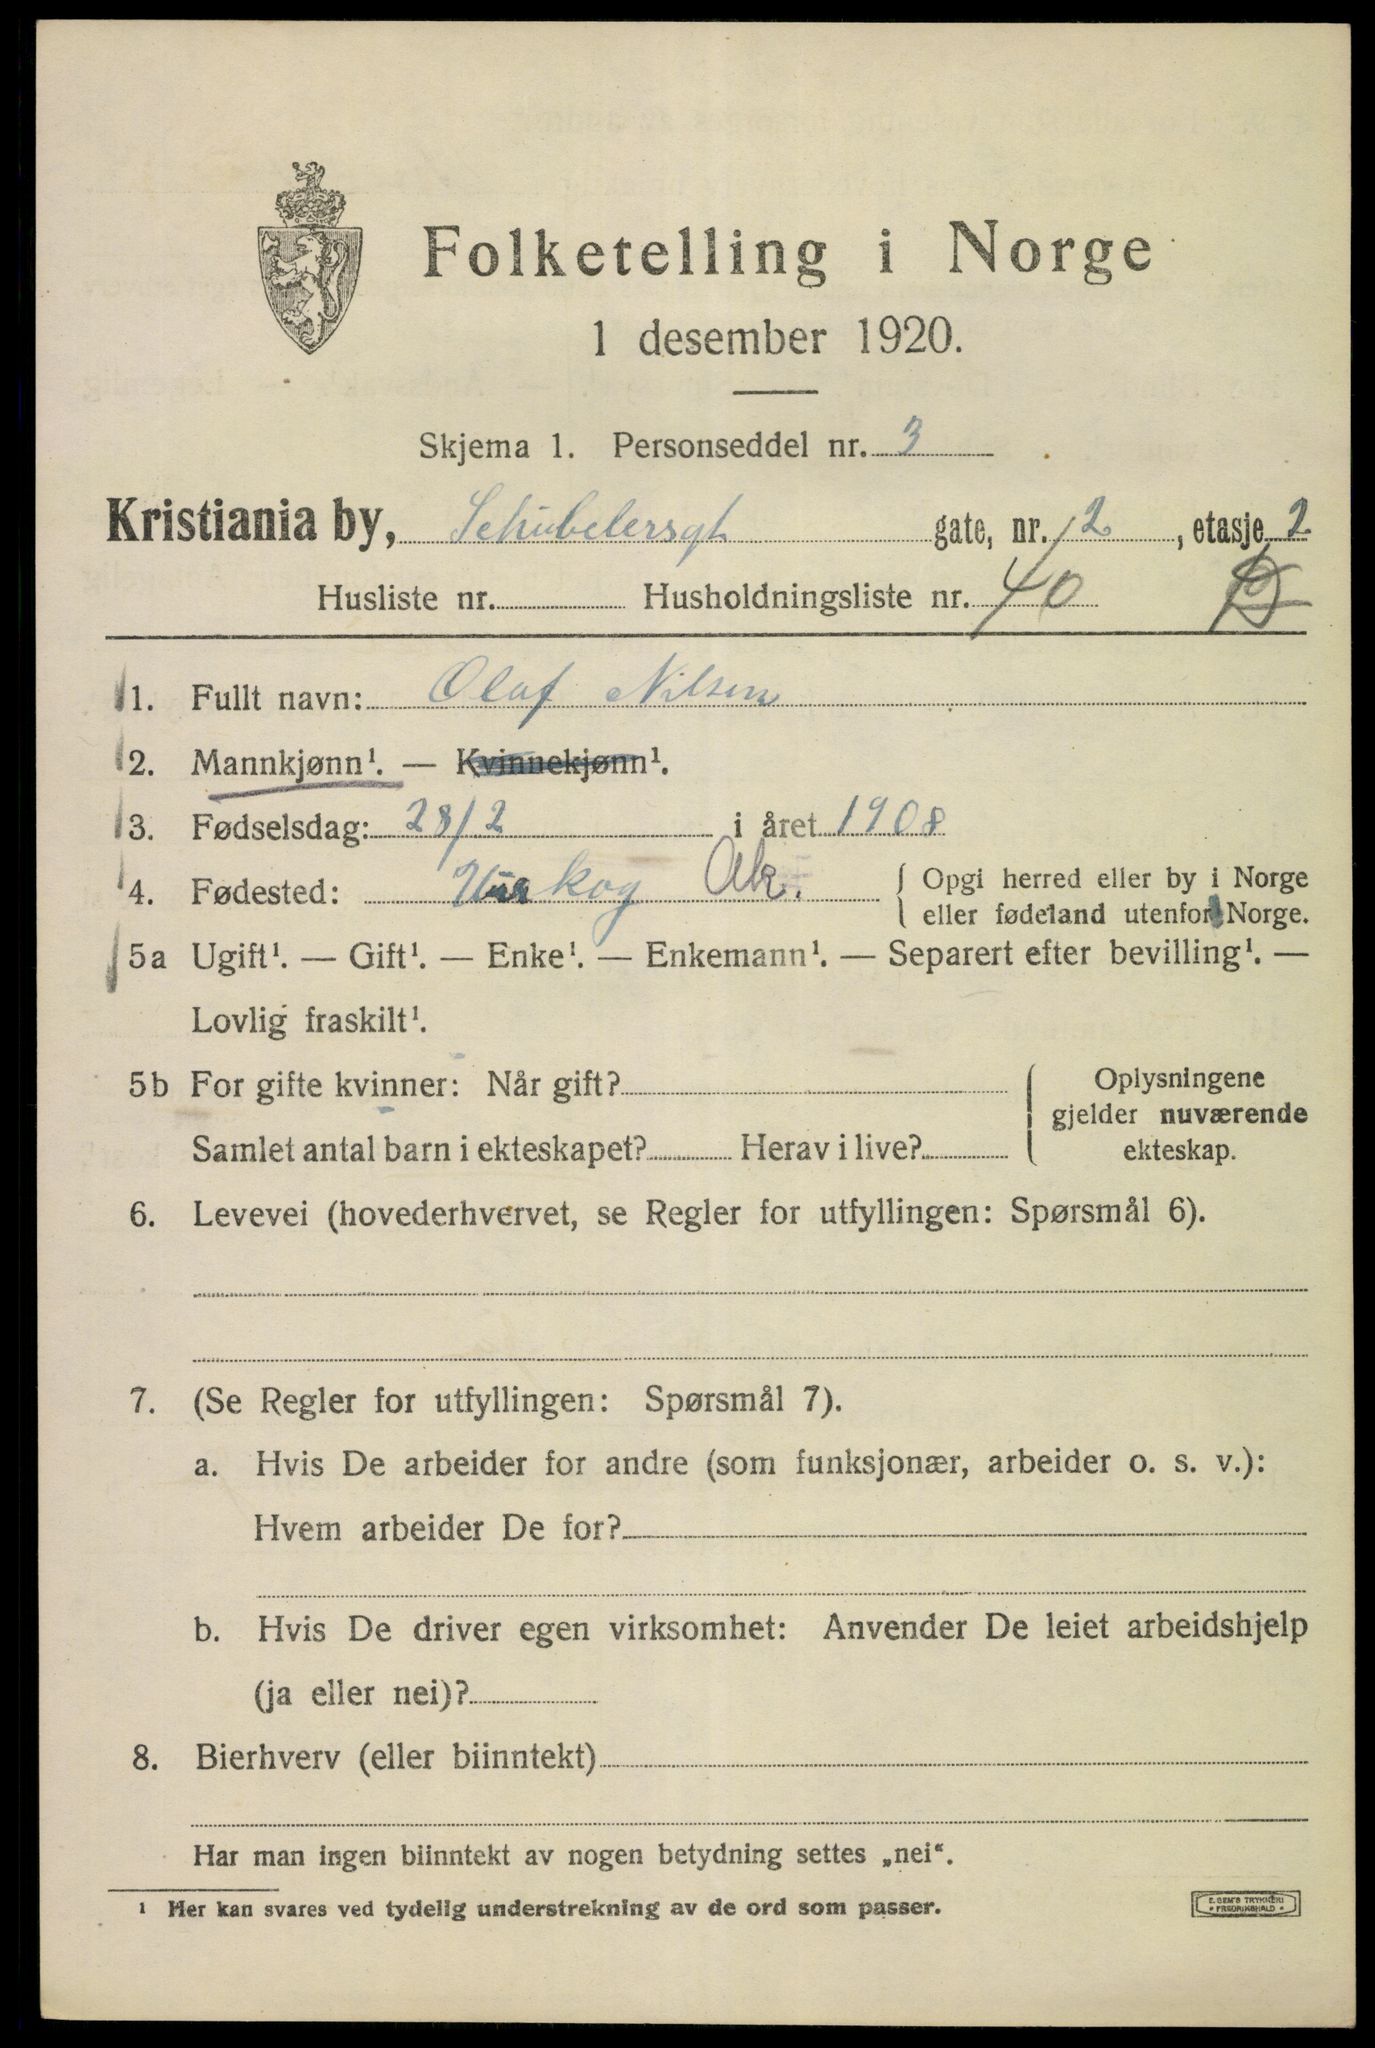 Folketelling i Norge
1 desember 1920.
Skjema 1. Personseddel nr. 3
Kristiania by, Schübelersgt gate, nr. 12, etasje 2
Husliste nr. Husholdningsliste nr. 40
1. Fullt navn: Olaf Nilsen
2. Mannkjønn¹. — Kvinnekjønn¹.
3. Fødselsdag: 28/2 i året 1908
4. Fødested: Urskog Ak. { Opgi herred eller by i Norge
eller fødeland utenfor Norge.
5a Ugift¹. — Gift¹. — Enke¹. — Enkemann¹. — Separert efter bevilling¹. —
Lovlig fraskilt¹.
5b For gifte kvinner: Når gift? { Oplysningene
gjelder nuværende
Samlet antal barn i ekteskapet? Herav i live? ekteskap.
6. Levevei (hovederhvervet, se Regler for utfyllingen: Spørsmål 6).
7. (Se Regler for utfyllingen: Spørsmål 7).
a. Hvis De arbeider for andre (som funksjonær, arbeider o. s. v.):
Hvem arbeider De for?
b. Hvis De driver egen virksomhet: Anvender De leiet arbeidshjelp
(ja eller nei)?
8. Bierhverv (eller biinntekt)
Har man ingen biinntekt av nogen betydning settes „nei“.
¹ Her kan svares ved tydelig understrekning av de ord som passer.
E. SEM'S TRYKKERI
* FREDRIKSHALD *